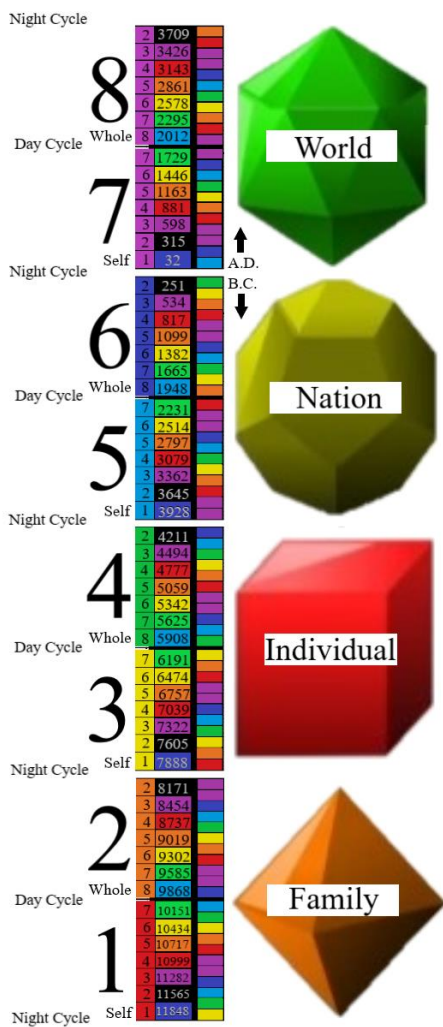 Night Cycle
2 3709
3 3426
4 3143
5 2861
6 2578
7 2295
8 2012
8
Whole
World
Day Cycle
7 1729
6 1446
5 1163
4 881
3 598
2 315
1 32
7
Self
A.D.
Night Cycle
B.C.
2 251
3 534
4 817
5 1099
6 1382
7 1665
8 1948
6
Whole
Nation
Day Cycle
7 2231
6 2514
5 2797
4 3079
3 3362
2 3645
1 3928
5
Self
Night Cycle
2 4211
3 4494
4 4777
5 5059
6 5342
7 5625
8 5908
4
Whole
Individual
Day Cycle
7 6191
6 6474
5 6757
4 7039
3 7322
2 7605
1 7888
3
Self
Night Cycle
2 8171
3 8454
4 8737
5 9019
6 9302
7 9585
8 9868
2
Whole
Family
Day Cycle
7 10151
6 10434
5 10717
4 10999
3 11282
2 11565
1 11848
1
Self
Night Cycle